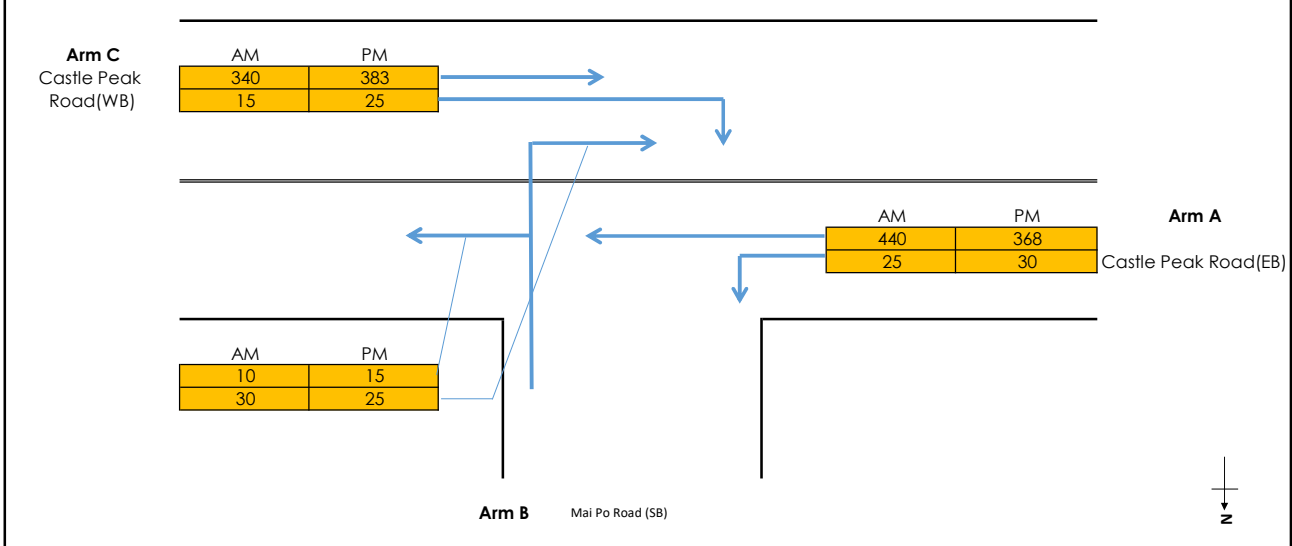 Arm C
Castle Peak
Road(WB)
AM PM
340 383
15 25
AM PM
440 368
25 30
Arm A
Castle Peak Road(EB)
AM PM
10 15
30 25
Arm B Mai Po Road (SB)
N